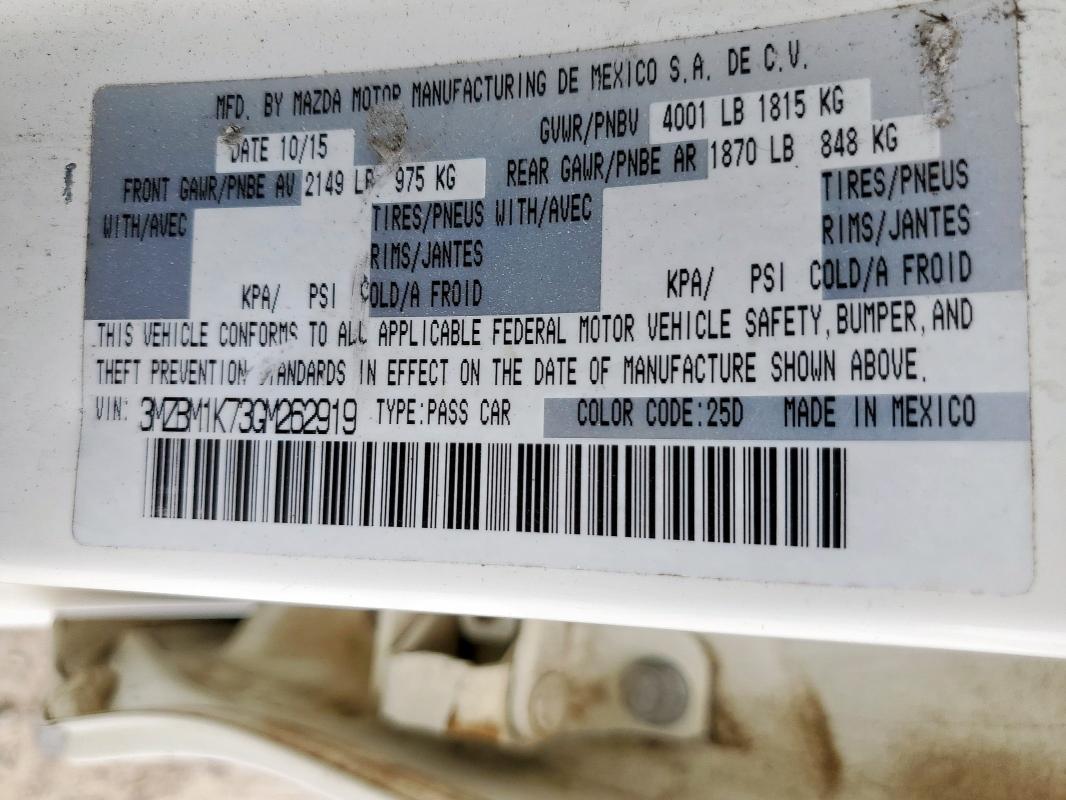 MFD. BY MAZDA MOTOR MANUFACTURING DE MEXICO S.A. DE C.V.
DATE 10/15 GVWR/PNBV 4001 LB 1815 KG
FRONT GAWR/PNBE AV 2149 LB 975 KG REAR GAWR/PNBE AR 1870 LB 848 KG
WITH/AVEC TIRES/PNEUS WITH/AVEC TIRES/PNEUS
RIMS/JANTES RIMS/JANTES
KPA/ PSI COLD/A FROID KPA/ PSI COLD/A FROID
THIS VEHICLE CONFORMS TO ALL APPLICABLE FEDERAL MOTOR VEHICLE SAFETY, BUMPER, AND
THEFT PREVENTION STANDARDS IN EFFECT ON THE DATE OF MANUFACTURE SHOWN ABOVE.
VIN: 3MZBM1K73GM262919 TYPE:PASS CAR COLOR CODE:25D MADE IN MEXICO